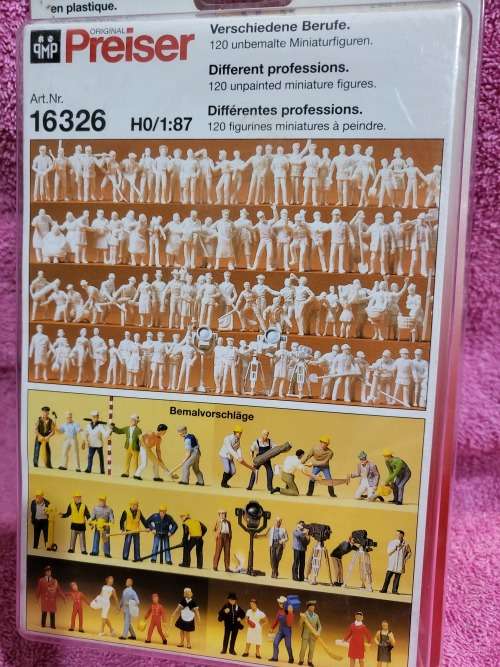 en plastique.
ORIGINAL
PMP Preiser
Verschiedene Berufe.
120 unbemalte Miniaturfiguren.
Different professions.
120 unpainted miniature figures.
Art.Nr.
16326 H0/1:87
Différentes professions.
120 figurines miniatures à peindre.
Bemalvorschläge